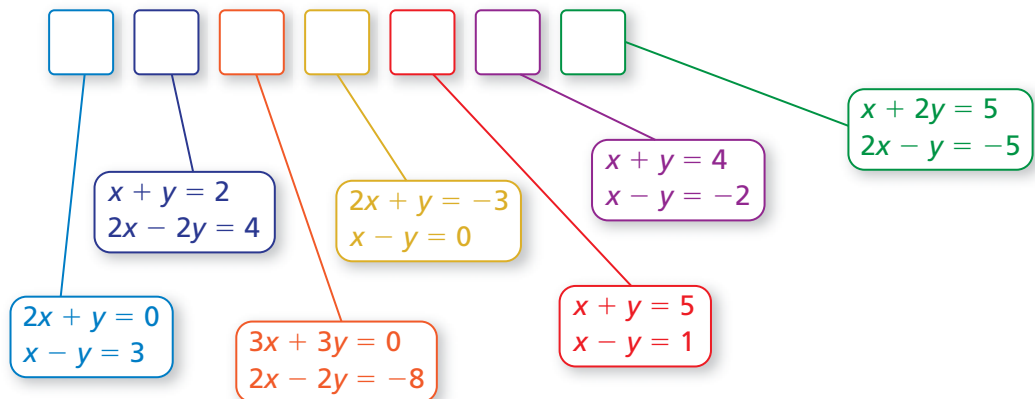 x + 2y = 5
2x − y = −5
x + y = 4
x − y = −2
x + y = 2
2x − 2y = 4
2x + y = −3
x − y = 0
2x + y = 0
x − y = 3
3x + 3y = 0
2x − 2y = −8
x + y = 5
x − y = 1